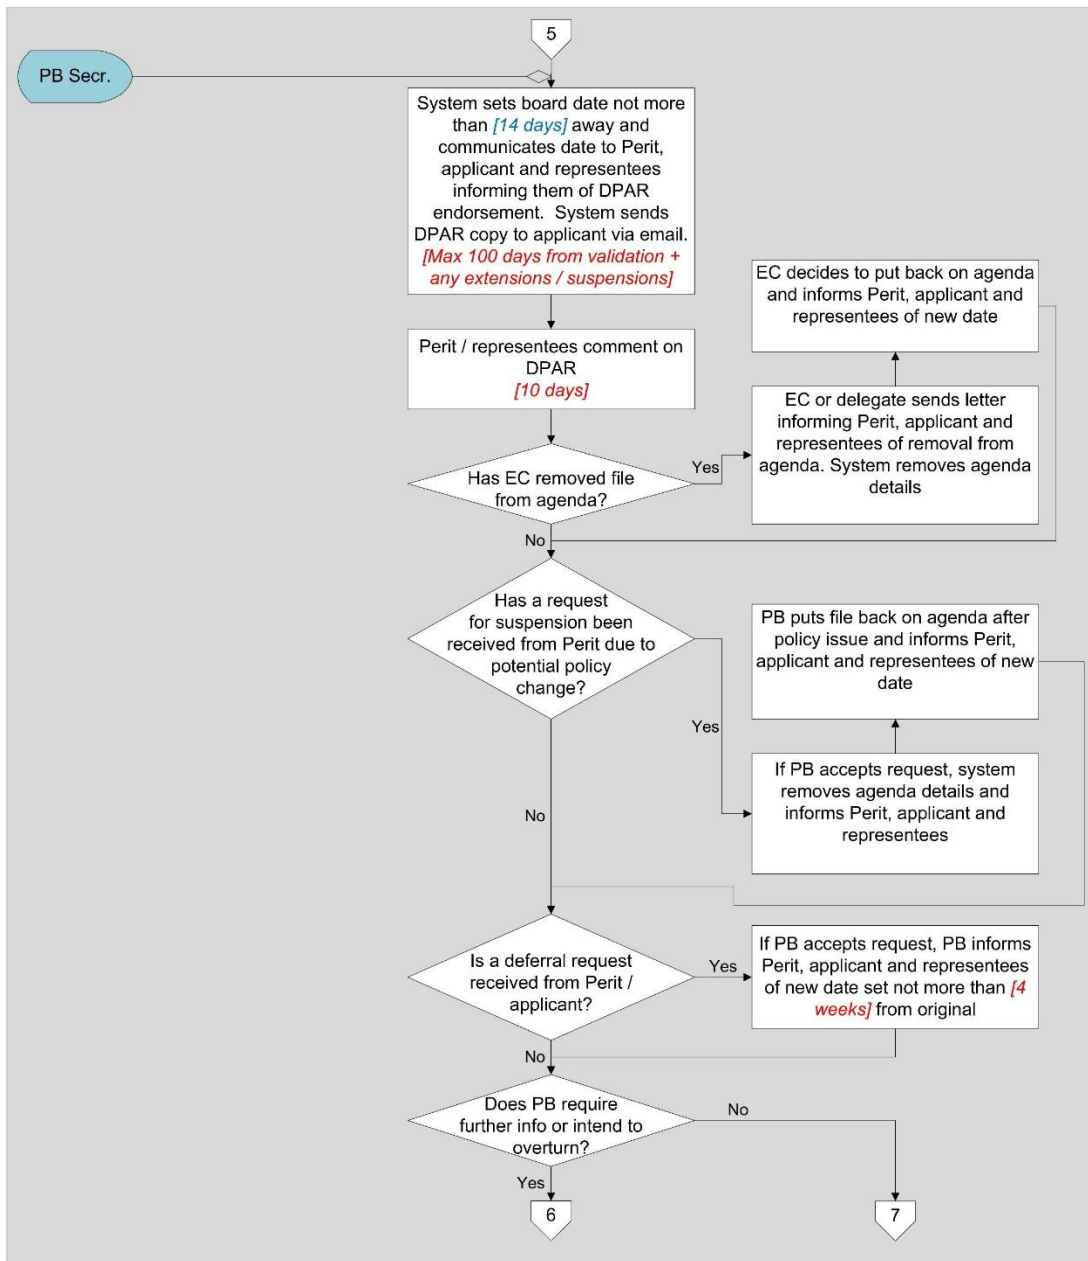 5
PB Secr.
System sets board date not more
than [14 days] away and
communicates date to Perit,
applicant and representees
informing them of DPAR
endorsement. System sends
DPAR copy to applicant via email.
[Max 100 days from validation +
any extensions / suspensions]
EC decides to put back on agenda
and informs Perit, applicant and
representees of new date
Perit / representees comment on
DPAR
[10 days]
EC or delegate sends letter
informing Perit, applicant and
representees of removal from
agenda. System removes agenda
details
Has EC removed file
from agenda?
Yes
No
Has a request
for suspension been
received from Perit due to
potential policy
change?
PB puts file back on agenda after
policy issue and informs Perit,
applicant and representees of new
date
Yes
If PB accepts request, system
removes agenda details and
informs Perit, applicant and
representees
No
Is a deferral request
received from Perit /
applicant?
Yes
If PB accepts request, PB informs
Perit, applicant and representees
of new date set not more than [4
weeks] from original
No
Does PB require
further info or intend to
overturn?
No
Yes
6
7